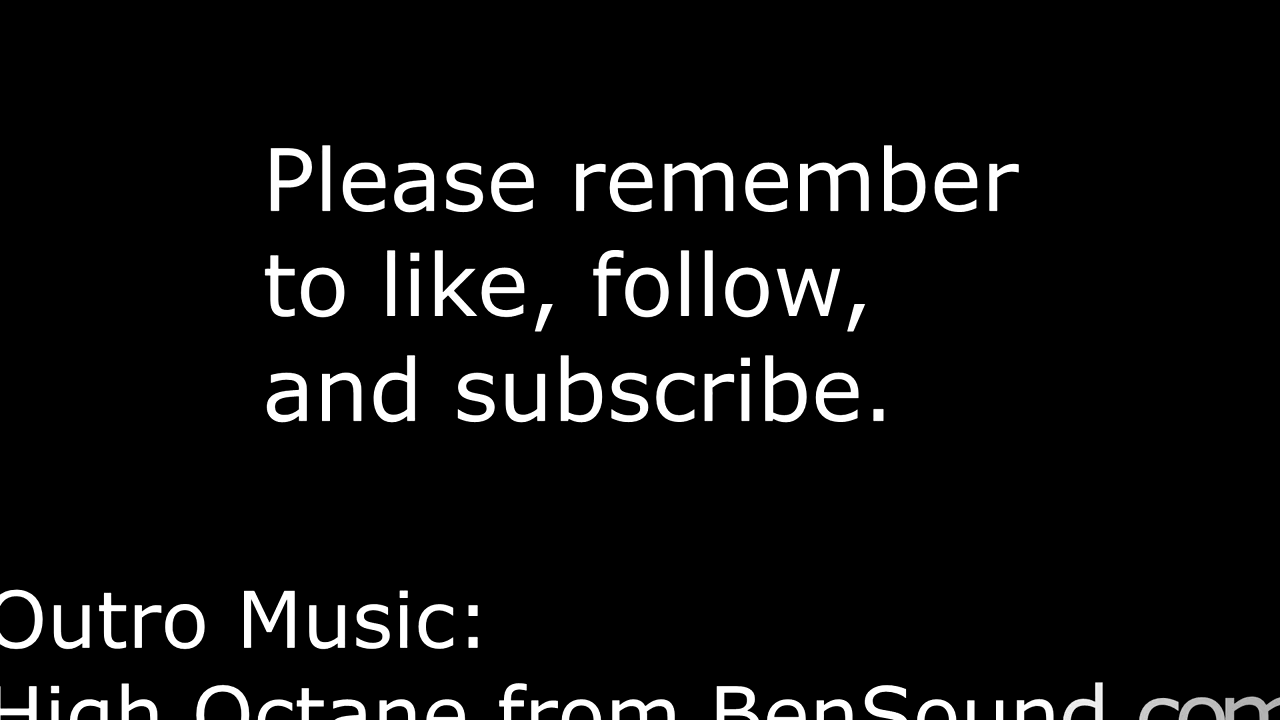 Please remember
to like, follow,
and subscribe.
Outro Music:
High Octane from BenSound.com